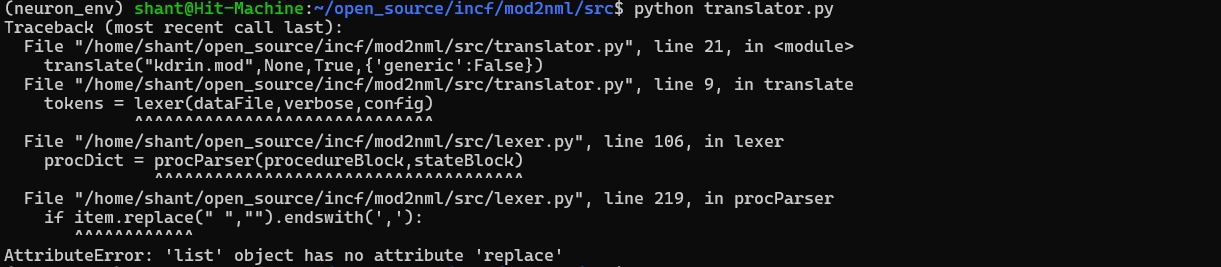 (neuron_env) shant@Hit-Machine:~/open_source/incf/mod2nml/src$ python translator.py
Traceback (most recent call last):
  File "/home/shant/open_source/incf/mod2nml/src/translator.py", line 21, in <module>
    translate("kdrin.mod",None,True,{'generic':False})
  File "/home/shant/open_source/incf/mod2nml/src/translator.py", line 9, in translate
    tokens = lexer(dataFile,verbose,config)
             ^^^^^^^^^^^^^^^^^^^^^^^^^^^^^^
  File "/home/shant/open_source/incf/mod2nml/src/lexer.py", line 106, in lexer
    procDict = procParser(procedureBlock,stateBlock)
               ^^^^^^^^^^^^^^^^^^^^^^^^^^^^^^^^^^^^^
  File "/home/shant/open_source/incf/mod2nml/src/lexer.py", line 219, in procParser
    if item.replace(" ","").endswith(','):
       ^^^^^^^^^^^^
AttributeError: 'list' object has no attribute 'replace'